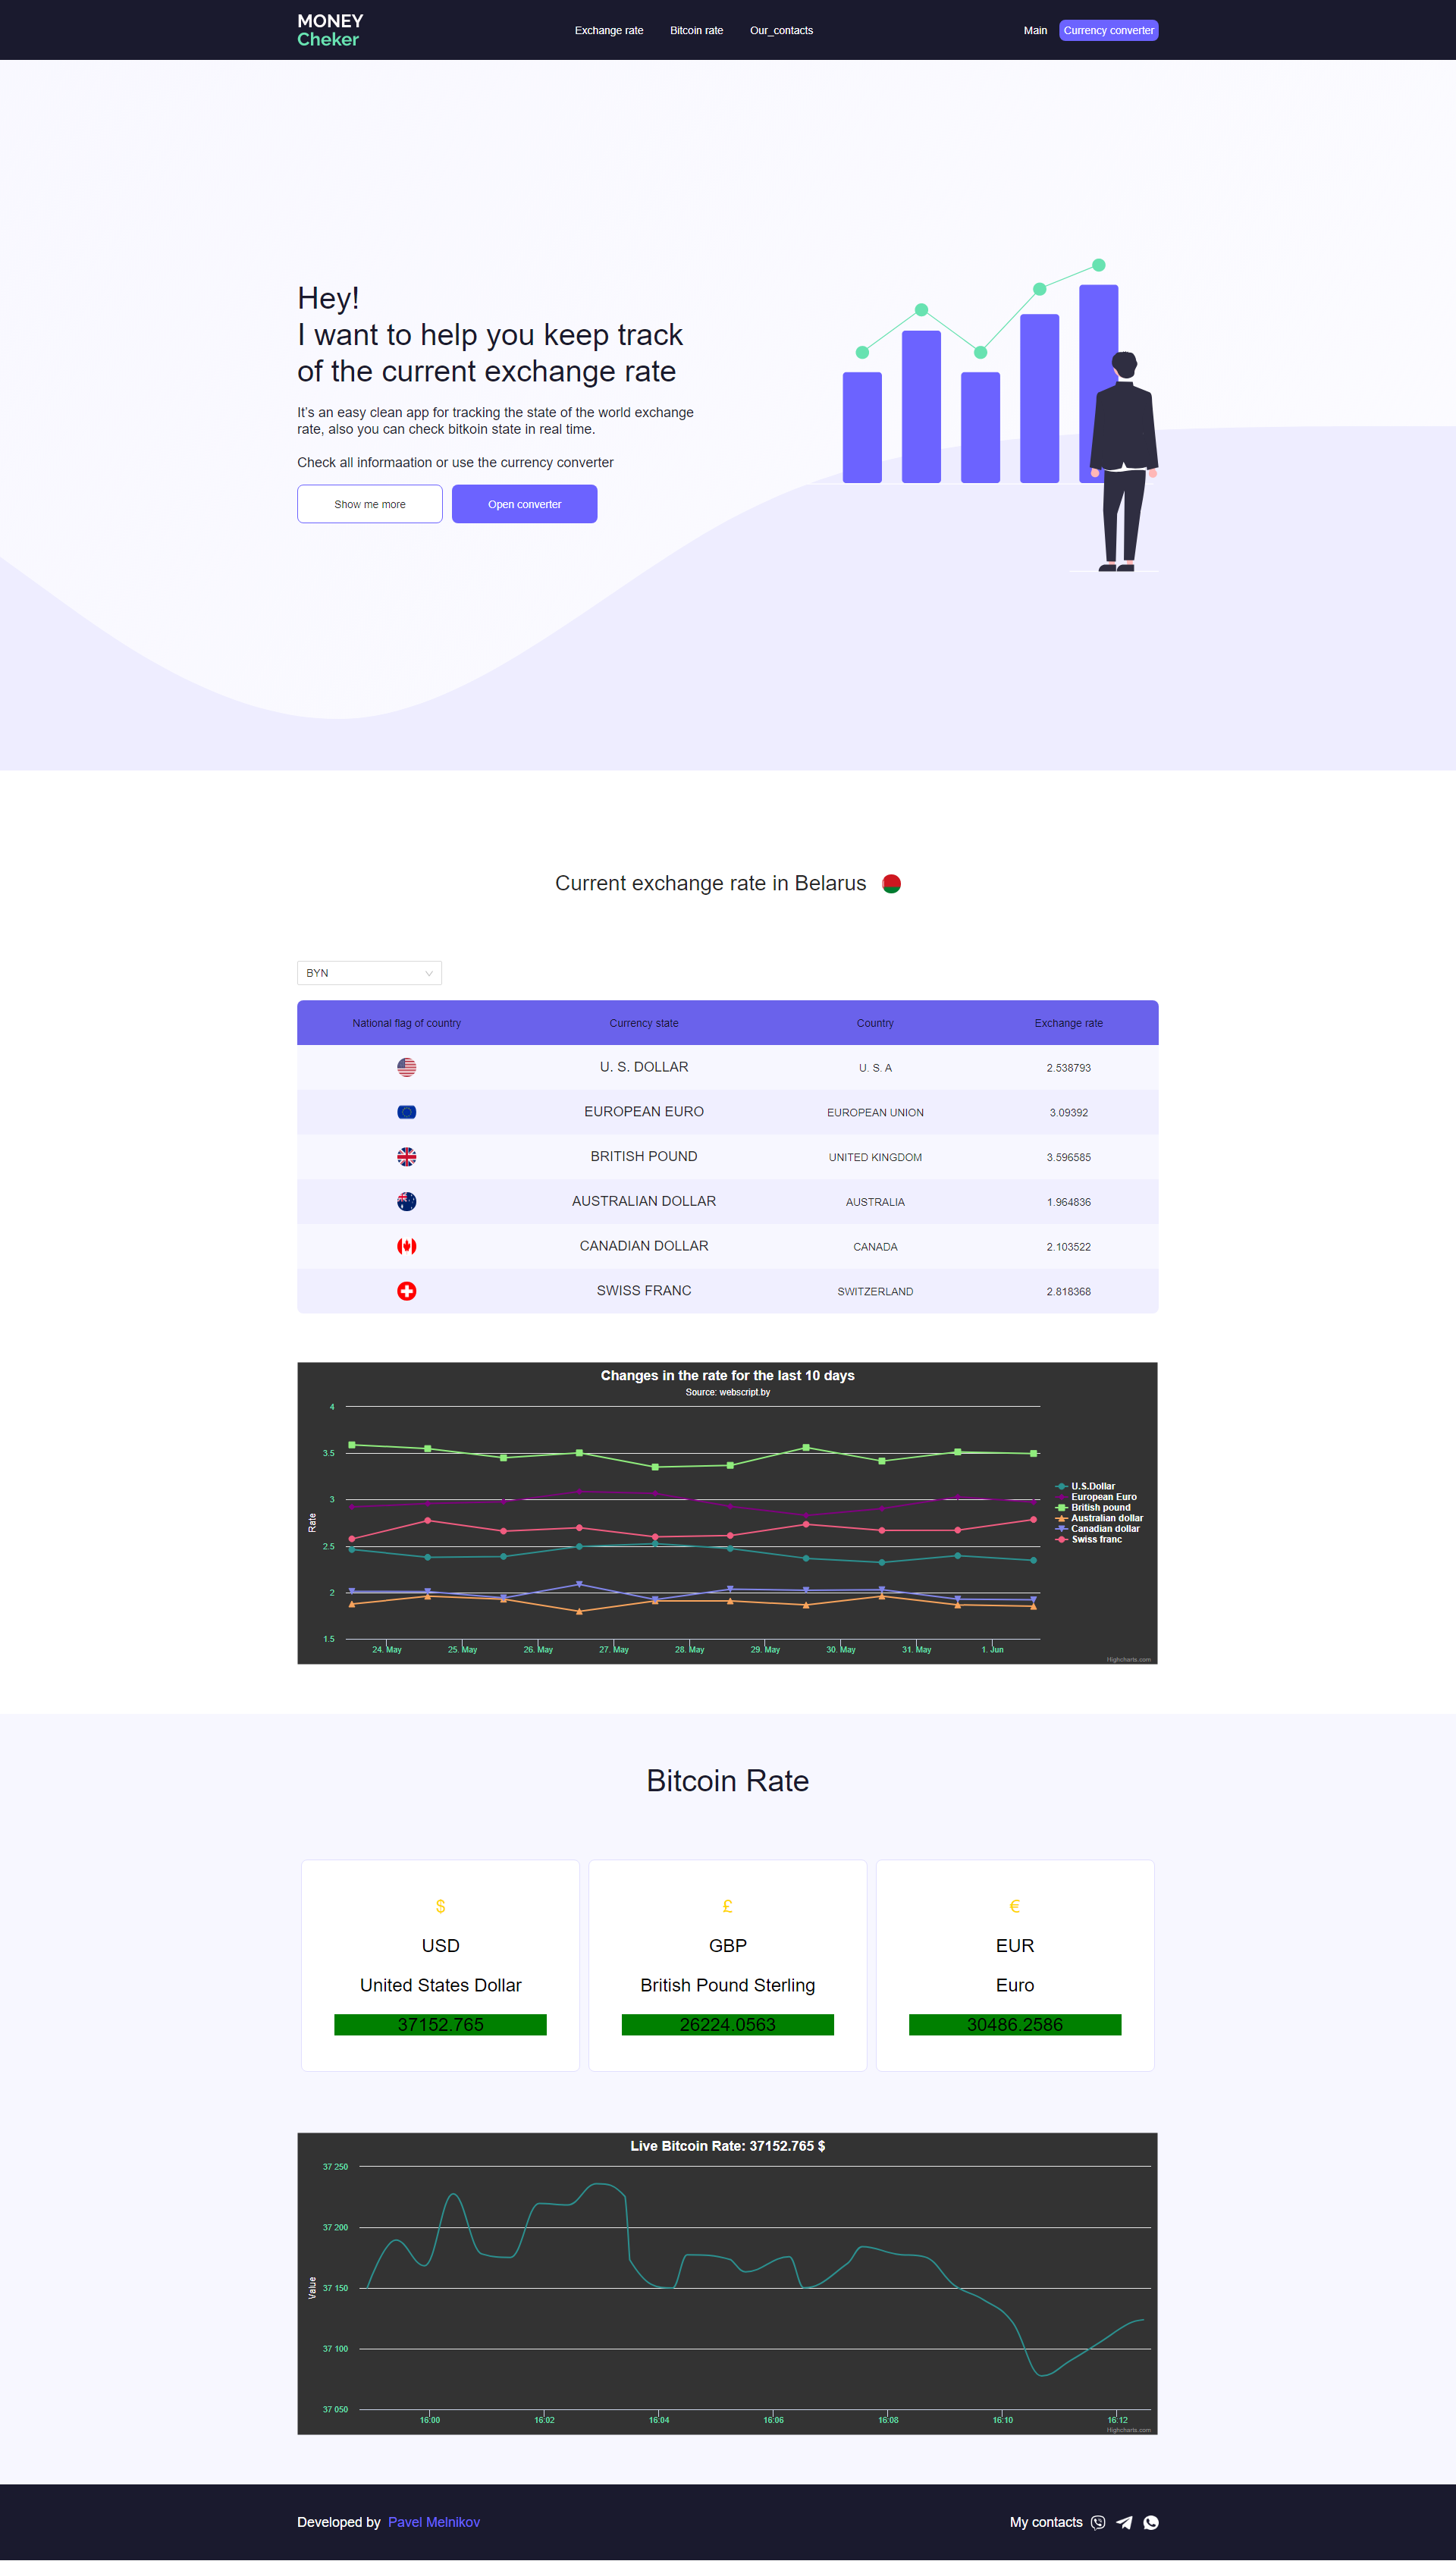 MONEY
Cheker
Exchange rate
Bitcoin rate
Our_contacts
Main
Currency converter
Hey!
I want to help you keep track
of the current exchange rate
It's an easy clean app for tracking the state of the world exchange
rate, also you can check bitkoin state in real time.
Check all informaation or use the currency converter
Show me more
Open converter
Current exchange rate in Belarus
BYN
National flag of country Currency state Country Exchange rate
U. S. DOLLAR U. S. A 2.538793
EUROPEAN EURO EUROPEAN UNION 3.09392
BRITISH POUND UNITED KINGDOM 3.596585
AUSTRALIAN DOLLAR AUSTRALIA 1.964836
CANADIAN DOLLAR CANADA 2.103522
SWISS FRANC SWITZERLAND 2.818368
Changes in the rate for the last 10 days
Source: webscript.by
Rate
4
3.5
3
2.5
2
1.5
24. May 25. May 26. May 27. May 28. May 29. May 30. May 31. May 1. Jun
U.S.Dollar
European Euro
British pound
Australian dollar
Canadian dollar
Swiss franc
Highcharts.com
Bitcoin Rate
$
USD
United States Dollar
37152.765
£
GBP
British Pound Sterling
26224.0563
€
EUR
Euro
30486.2586
Live Bitcoin Rate: 37152.765 $
Value
37 250
37 200
37 150
37 100
37 050
16:00 16:02 16:04 16:06 16:08 16:10 16:12
Highcharts.com
Developed by Pavel Melnikov
My contacts